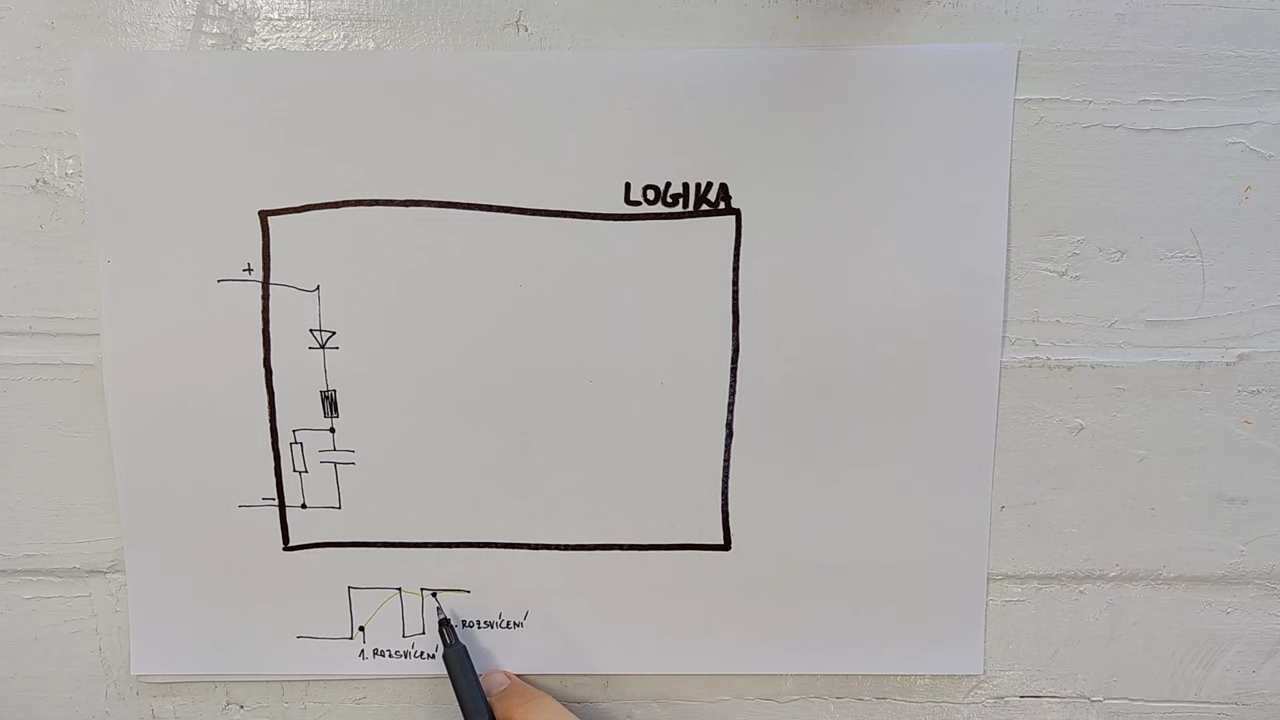 LOGIKA
+
-
. ROZSVÍCENÍ
1. ROZSVÍCENÍ